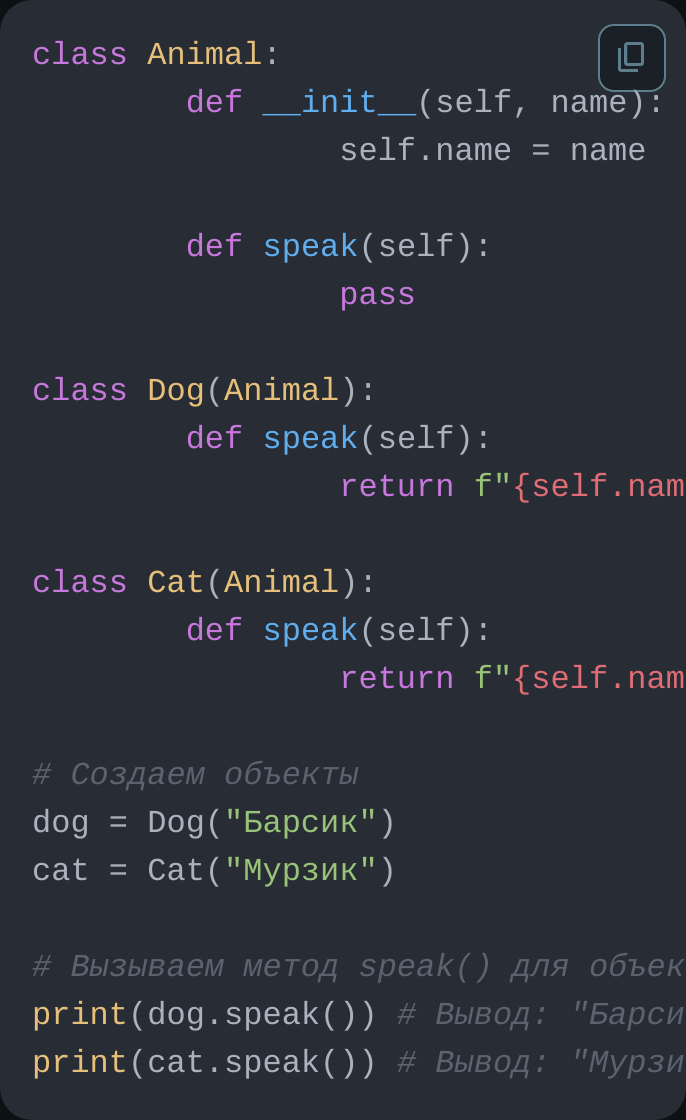 class Animal:
        def __init__(self, name):
                self.name = name

        def speak(self):
                pass

class Dog(Animal):
        def speak(self):
                return f"{self.nam

class Cat(Animal):
        def speak(self):
                return f"{self.nam

# Создаем объекты
dog = Dog("Барсик")
cat = Cat("Мурзик")

# Вызываем метод speak() для объек
print(dog.speak()) # Вывод: "Барси
print(cat.speak()) # Вывод: "Мурзи